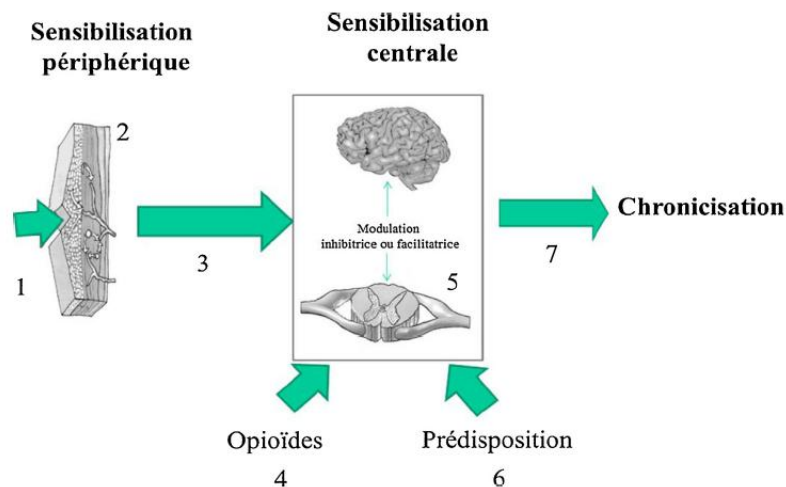 Sensibilisation
périphérique
Sensibilisation
centrale
2
1
3
Modulation
inhibitrice ou facilitatrice
5
7
Chronicisation
Opioïdes
4
Prédisposition
6